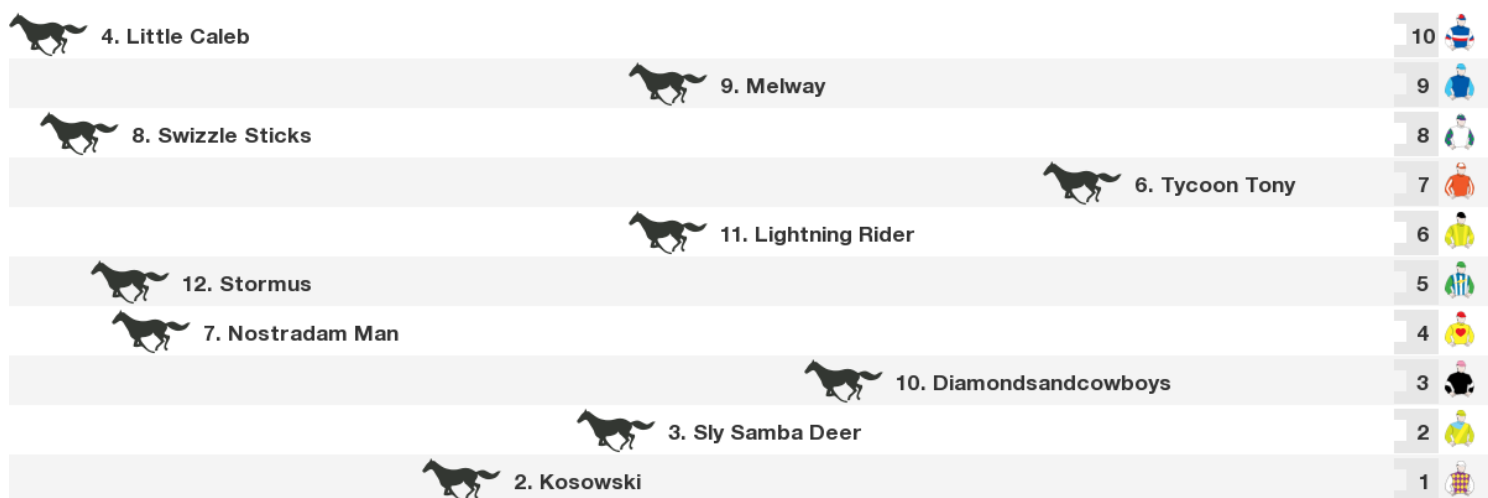 4. Little Caleb 10
9. Melway 9
8. Swizzle Sticks 8
6. Tycoon Tony 7
11. Lightning Rider 6
12. Stormus 5
7. Nostradam Man 4
10. Diamondsandcowboys 3
3. Sly Samba Deer 2
2. Kosowski 1